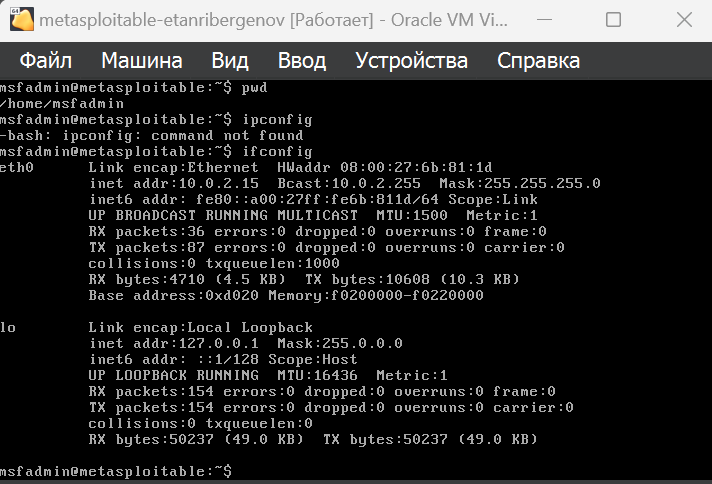 metasploitable-etanribergenov [Работает] - Oracle VM Vi...
Файл Машина Вид Ввод Устройства Справка
msfadmin@metasploitable:~$ pwd
/home/msfadmin
msfadmin@metasploitable:~$ ipconfig
-bash: ipconfig: command not found
msfadmin@metasploitable:~$ ifconfig
eth0 Link encap:Ethernet HWaddr 08:00:27:6b:81:1d
inet addr:10.0.2.15 Bcast:10.0.2.255 Mask:255.255.255.0
inet6 addr: fe80::a00:27ff:fe6b:811d/64 Scope:Link
UP BROADCAST RUNNING MULTICAST MTU:1500 Metric:1
RX packets:36 errors:0 dropped:0 overruns:0 frame:0
TX packets:87 errors:0 dropped:0 overruns:0 carrier:0
collisions:0 txqueuelen:1000
RX bytes:4710 (4.5 KB) TX bytes:10608 (10.3 KB)
Base address:0xd020 Memory:f0200000-f0220000
lo Link encap:Local Loopback
inet addr:127.0.0.1 Mask:255.0.0.0
inet6 addr: ::1/128 Scope:Host
UP LOOPBACK RUNNING MTU:16436 Metric:1
RX packets:154 errors:0 dropped:0 overruns:0 frame:0
TX packets:154 errors:0 dropped:0 overruns:0 carrier:0
collisions:0 txqueuelen:0
RX bytes:50237 (49.0 KB) TX bytes:50237 (49.0 KB)
msfadmin@metasploitable:~$